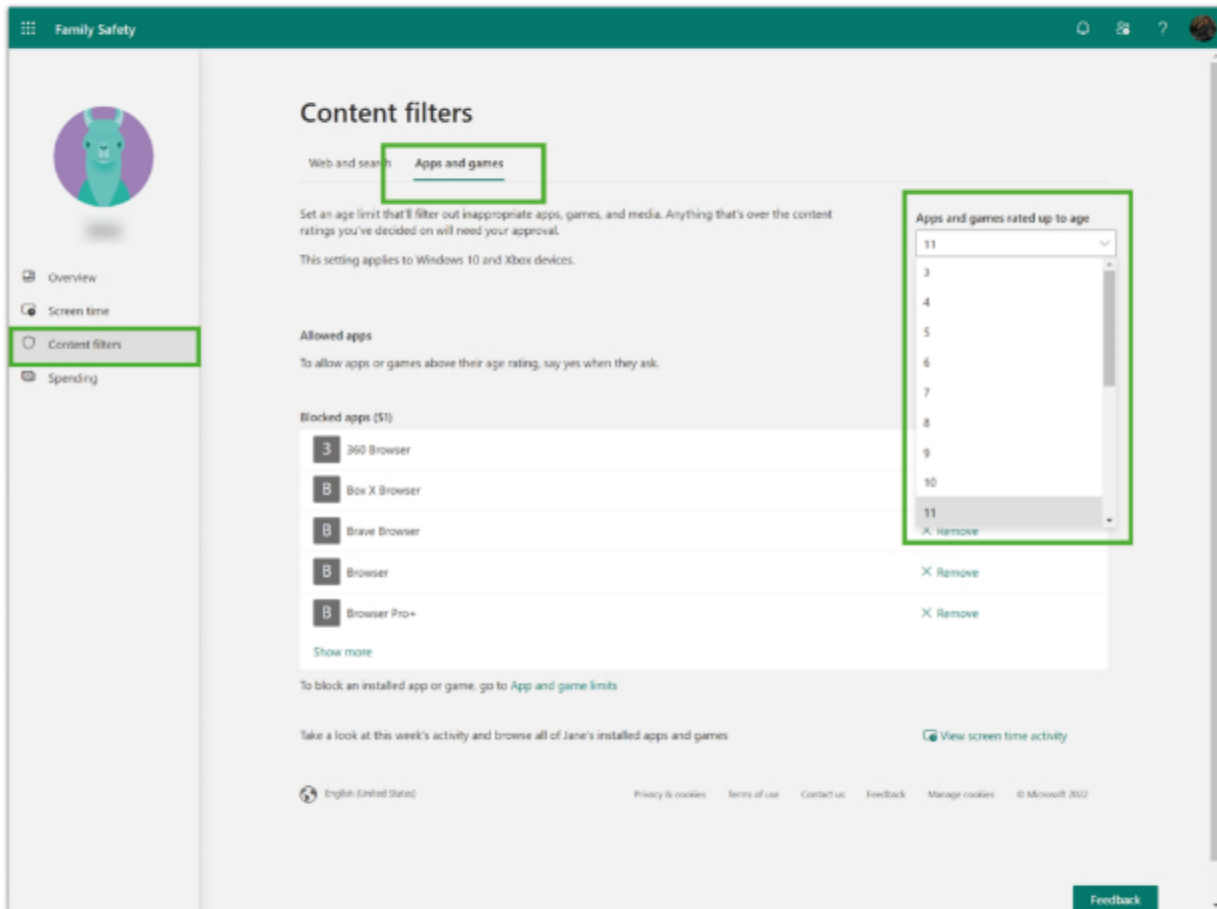 Family Safety
?
Content filters
Web and search
Apps and games
Set an age limit that'll filter out inappropriate apps, games, and media. Anything that's over the content
ratings you've decided on will need your approval.
This setting applies to Windows 10 and Xbox devices.
Apps and games rated up to age
11
3
4
5
6
7
8
9
10
11
Overview
Screen time
Content filters
Spending
Allowed apps
To allow apps or games above their age rating, say yes when they ask.
Blocked apps (51)
3 360 Browser
B Box X Browser
B Brave Browser
Remove
B Browser
Remove
B Browser Pro+
Remove
Show more
To block an installed app or game, go to App and game limits
Take a look at this week's activity and browse all of Jane's installed apps and games
View screen time activity
English (United States)
Privacy & cookies
Terms of use
Contact us
Feedback
Manage cookies
© Microsoft 2022
Feedback